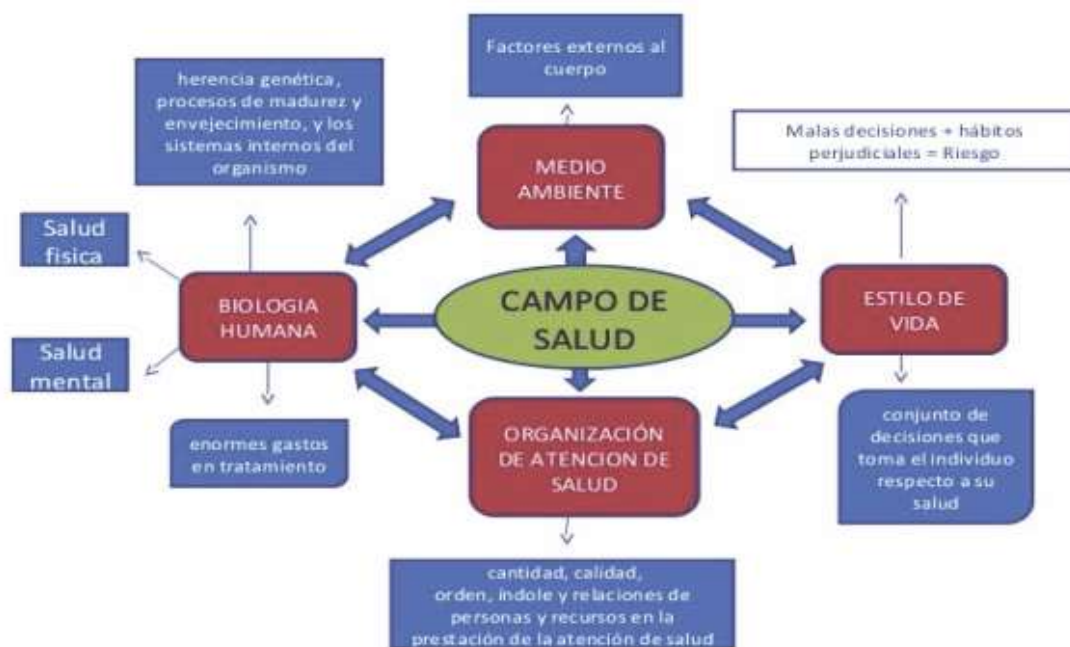 Factores externos al
cuerpo
herencia genética,
procesos de madurez y
envejecimiento, y los
sistemas internos del
organismo
Malas decisiones + hábitos
perjudiciales = Riesgo
MEDIO
AMBIENTE
Salud
fisica
BIOLOGIA
HUMANA
CAMPO DE
SALUD
ESTILO DE
VIDA
Salud
mental
enormes gastos
en tratamiento
ORGANIZACIÓN
DE ATENCION DE
SALUD
conjunto de
decisiones que
toma el individuo
respecto a su
salud
cantidad, calidad,
orden, índole y relaciones de
personas y recursos en la
prestación de la atención de salud